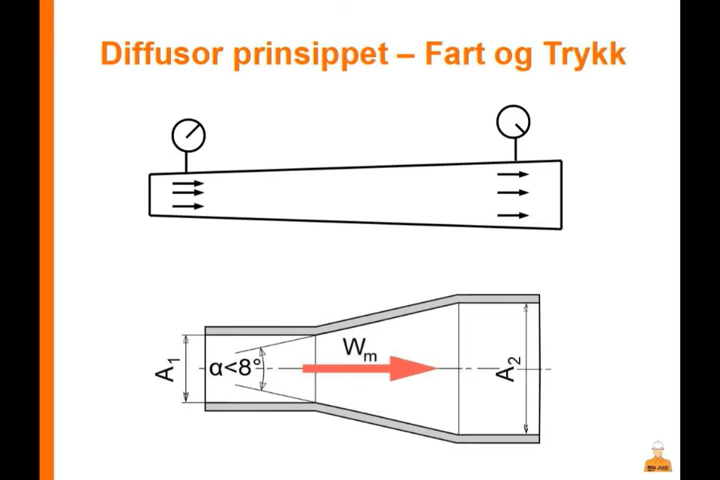 Diffusor prinsippet – Fart og Trykk
A₁
α<8°
Wₘ
A₂